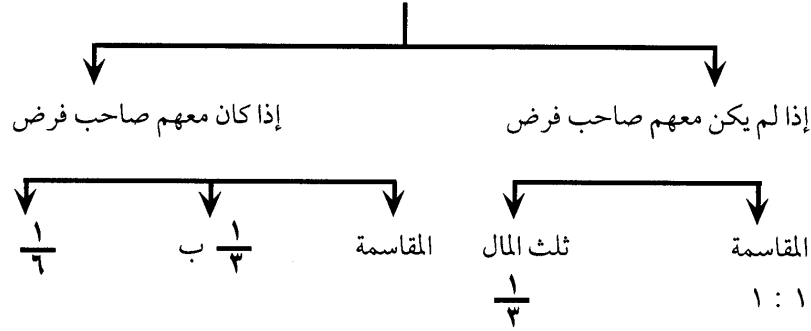 إذا لم يكن معهم صاحب فرض
إذا كان معهم صاحب فرض
المقاسمة
١ : ١
ثلث المال
١/٣
المقاسمة
١/٣ ب
١/٦